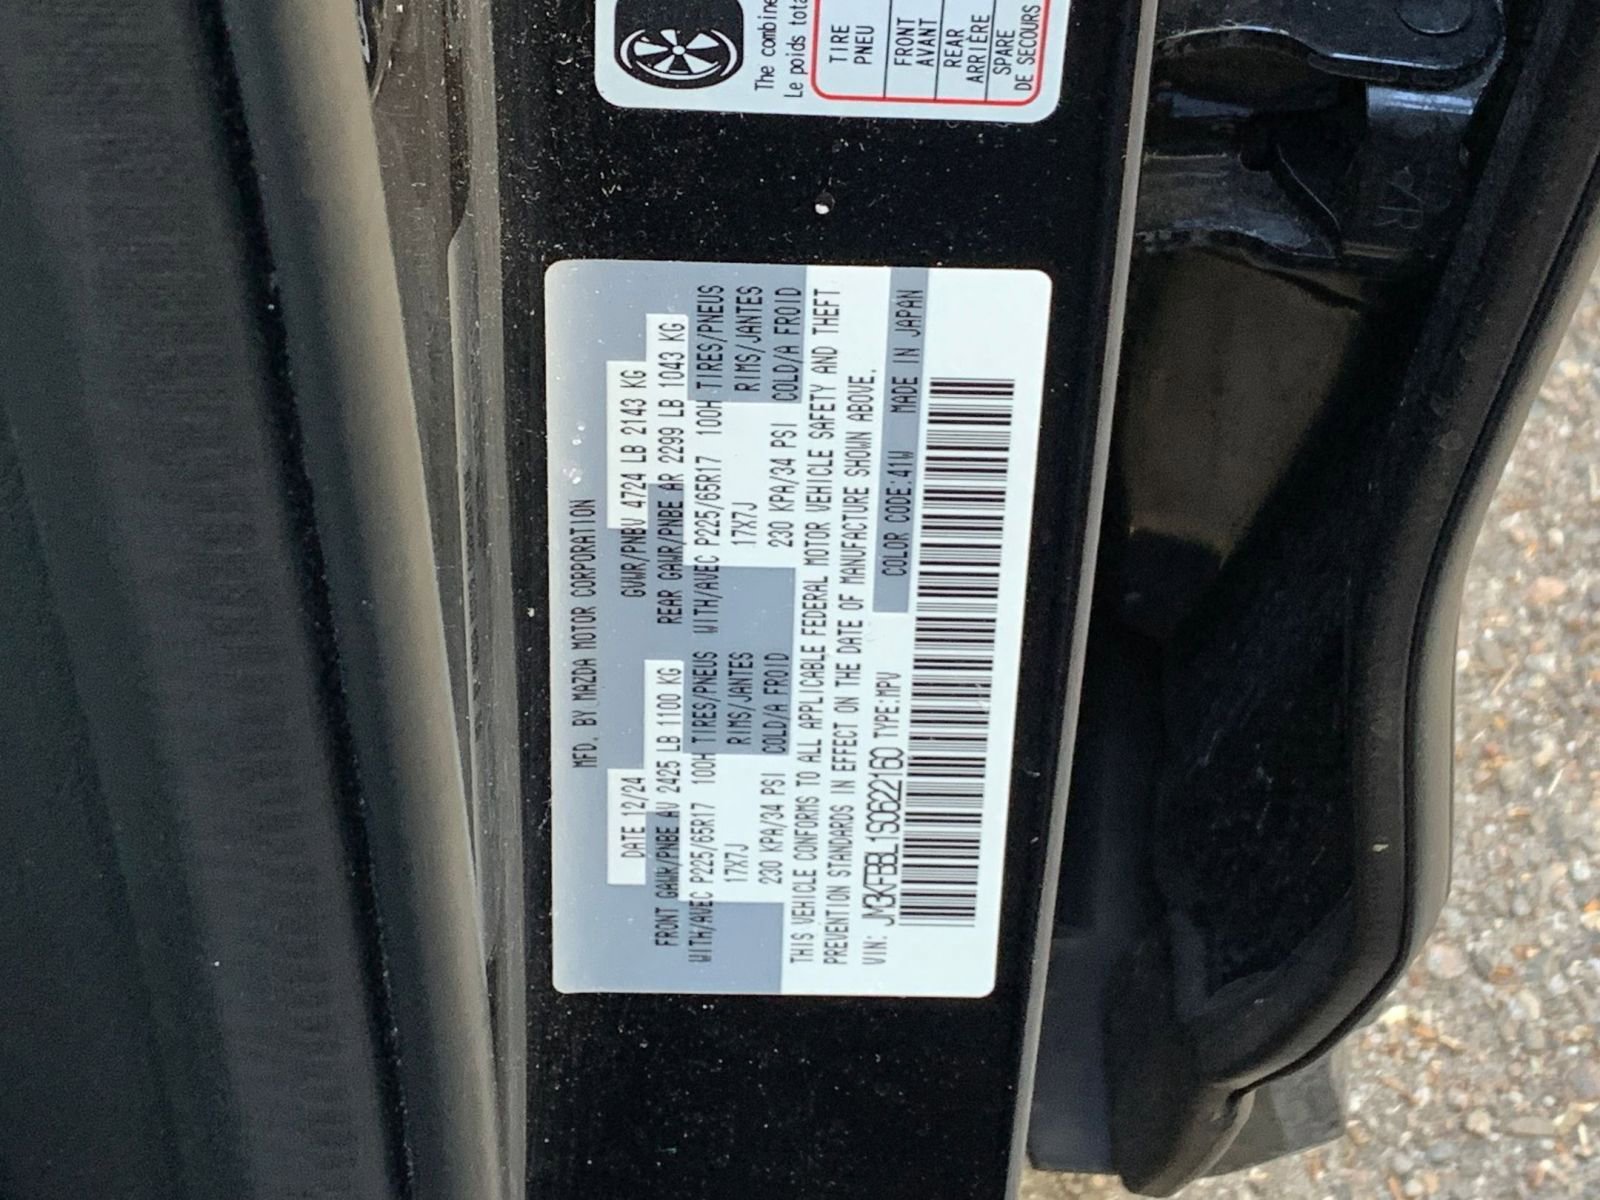 MFD. BY MAZDA MOTOR CORPORATION
DATE 12/24 GVWR/PNBV 4724 LB 2143 KG
FRONT GAWR/PNBE AV 2425 LB 1100 KG REAR GAWR/PNBE AR 2299 LB 1043 KG
WITH/AVEC P225/65R17 100H TIRES/PNEUS WITH/AVEC P225/65R17 100H TIRES/PNEUS
17X7J RIMS/JANTES 17X7J RIMS/JANTES
230 KPA/34 PSI COLD/A FROID 230 KPA/34 PSI COLD/A FROID
THIS VEHICLE CONFORMS TO ALL APPLICABLE FEDERAL MOTOR VEHICLE SAFETY AND THEFT
PREVENTION STANDARDS IN EFFECT ON THE DATE OF MANUFACTURE SHOWN ABOVE.
VIN: JM3KFBBL1S0622160 TYPE:MPV COLOR CODE:41W MADE IN JAPAN
The combine
Le poids tota
TIRE
PNEU
FRONT
AVANT
REAR
ARRIÈRE
SPARE
DE SECOURS